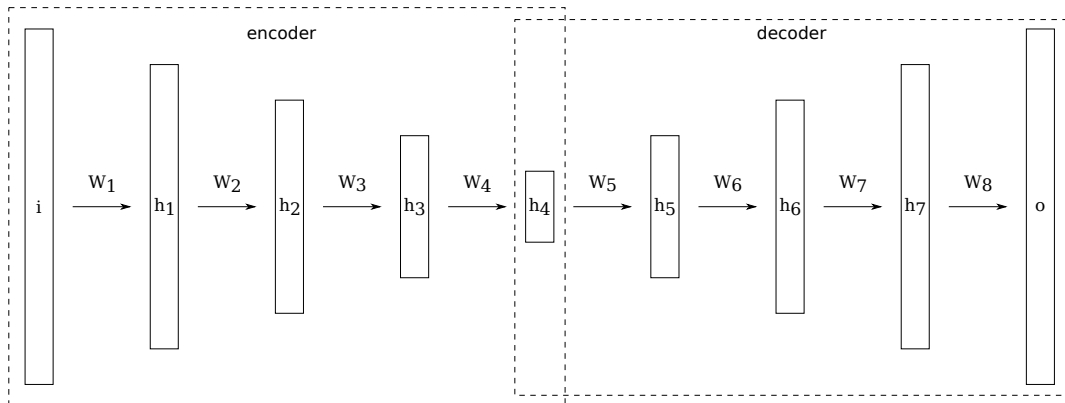 encoder
decoder
W1 W2 W3 W4 W5 W6 W7 W8
i h1 h2 h3 h4 h5 h6 h7 o